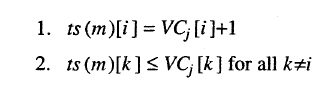 1. ts (m)[i] = VCⱼ [i]+1
2. ts (m)[k] ≤ VCⱼ [k] for all k≠i